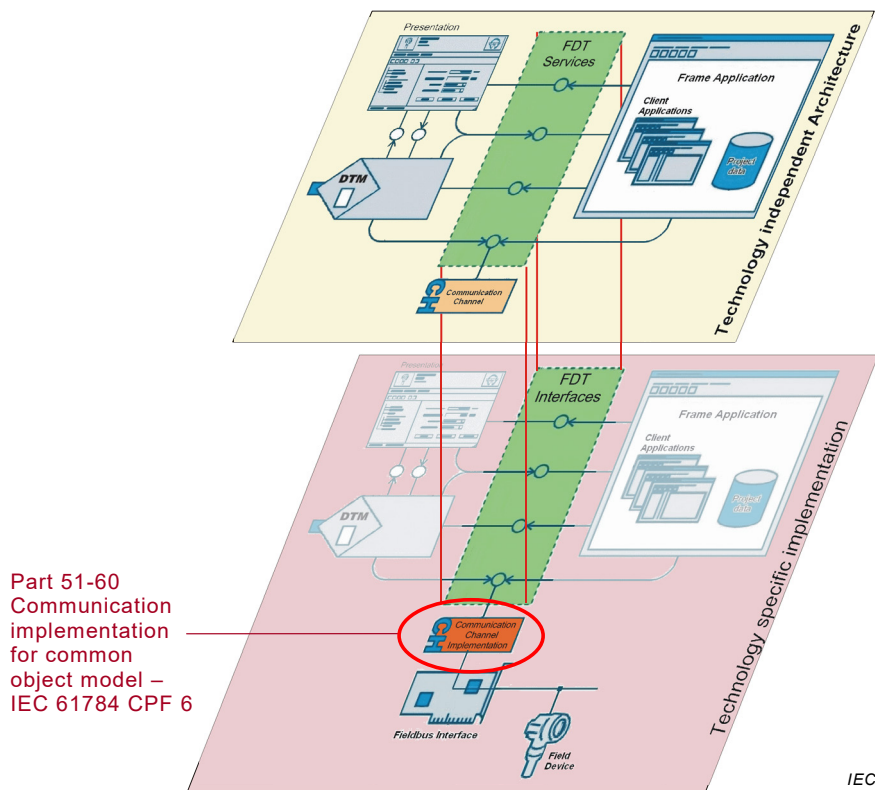 Presentation
FDT
Services
Frame Application
Client
Applications
Project
data
DTM
Communication
Channel
CH
Technology independent Architecture
Presentation
FDT
Interfaces
Frame Application
Client
Applications
Project
data
DTM
Communication
Channel
Implementation
CH
Technology specific implementation
Part 51-60
Communication
implementation
for common
object model –
IEC 61784 CPF 6
Fieldbus Interface
Field
Device
IEC